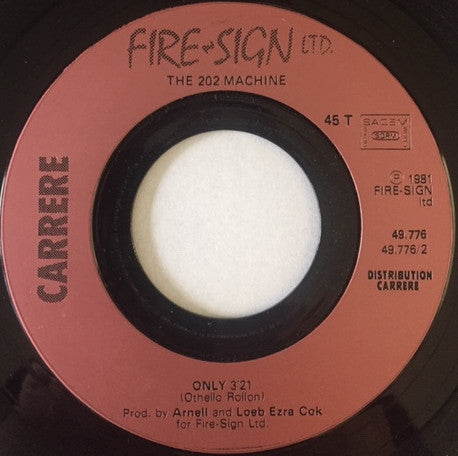 FIRE-SIGN LTD.
THE 202 MACHINE
45 T
SACEM
SDRM
CARRERE
℗ 1981
FIRE-SIGN
ltd
49.776
49.776/2
DISTRIBUTION
CARRERE
ONLY 3'21
(Othello Rollon)
Prod. by Arnell and Loeb Ezra Cok
for Fire-Sign Ltd.